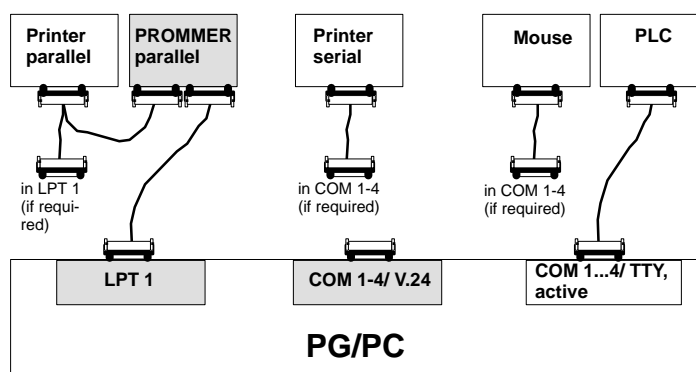 Printer
parallel
PROMMER
parallel
Printer
serial
Mouse
PLC
in LPT 1
(if requi-
red)
in COM 1-4
(if required)
in COM 1-4
(if required)
LPT 1
COM 1-4/ V.24
COM 1...4/ TTY,
active
PG/PC